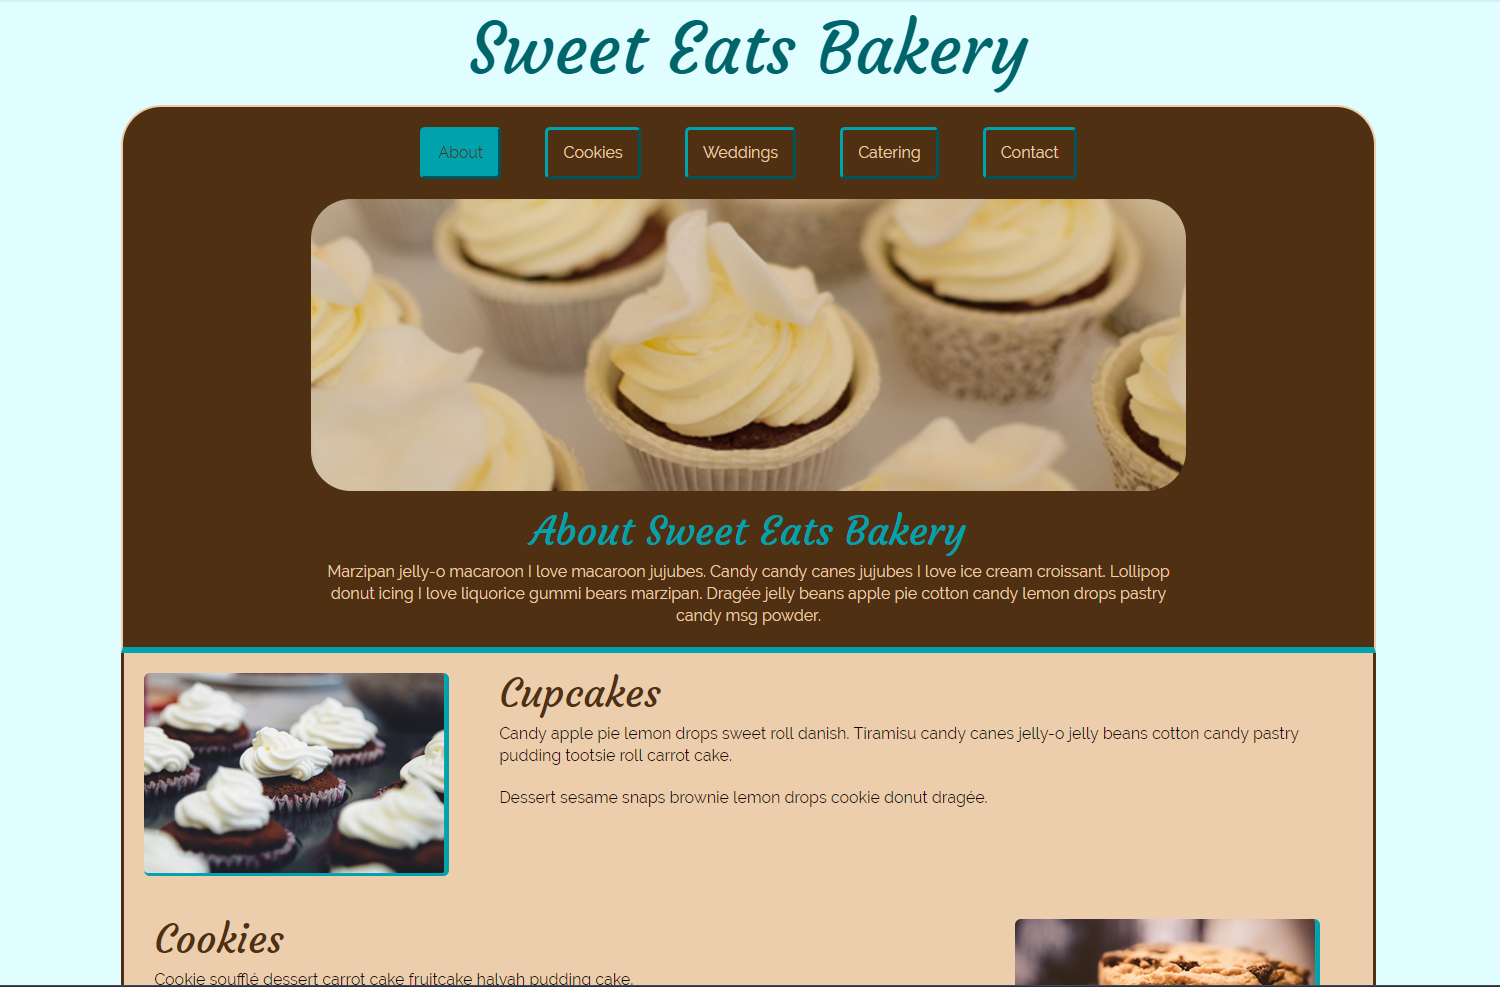 Sweet Eats Bakery
About
Cookies
Weddings
Catering
Contact
About Sweet Eats Bakery
Marzipan jelly-o macaroon I love macaroon jujubes. Candy candy canes jujubes I love ice cream croissant. Lollipop
donut icing I love liquorice gummi bears marzipan. Dragée jelly beans apple pie cotton candy lemon drops pastry
candy msg powder.
Cupcakes
Candy apple pie lemon drops sweet roll danish. Tiramisu candy canes jelly-o jelly beans cotton candy pastry
pudding tootsie roll carrot cake.
Dessert sesame snaps brownie lemon drops cookie donut dragée.
Cookies
Cookie soufflé dessert carrot cake fruitcake halvah pudding cake.